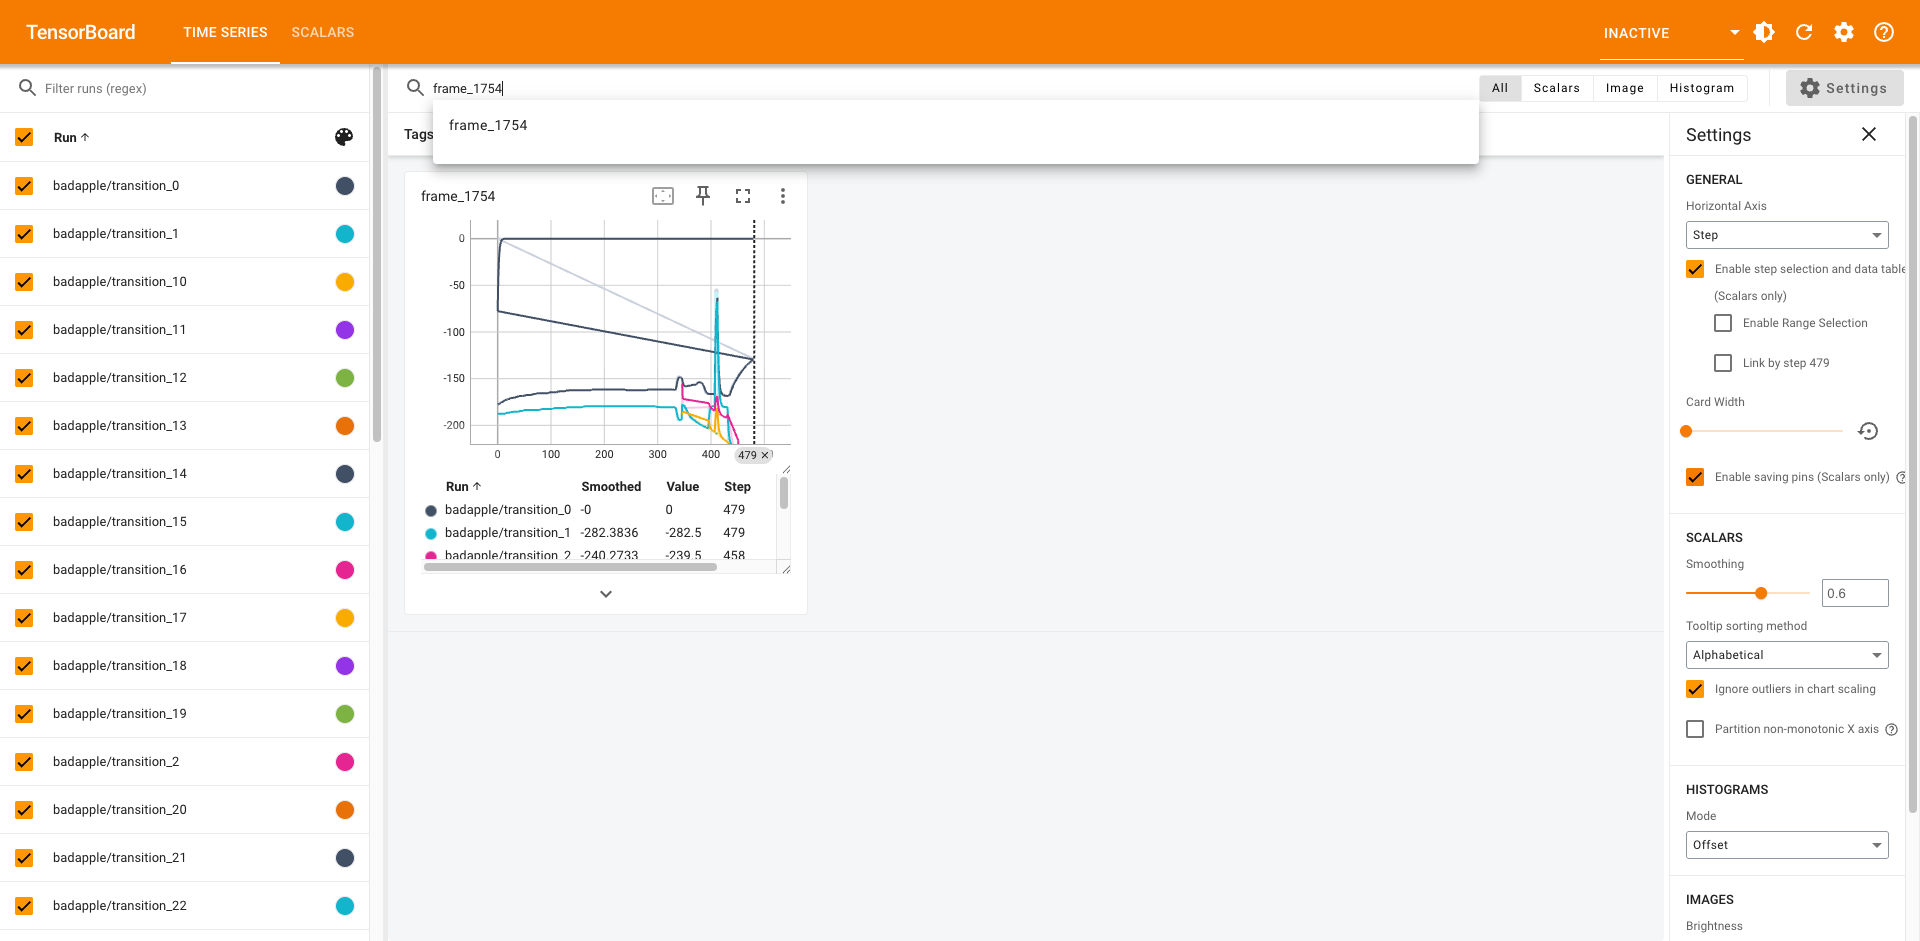 TensorBoard
TIME SERIES
SCALARS
INACTIVE
Filter runs (regex)
frame_1754
All
Scalars
Image
Histogram
Settings
Run
badapple/transition_0
badapple/transition_1
badapple/transition_10
badapple/transition_11
badapple/transition_12
badapple/transition_13
badapple/transition_14
badapple/transition_15
badapple/transition_16
badapple/transition_17
badapple/transition_18
badapple/transition_19
badapple/transition_2
badapple/transition_20
badapple/transition_21
badapple/transition_22
Tags
frame_1754
frame_1754
0
-50
-100
-150
-200
0 100 200 300 400 479
Run Smoothed Value Step
badapple/transition_0 -0 0 479
badapple/transition_1 -282.3836 -282.5 479
badapple/transition_2 -240.2733 -239.5 458
Settings
GENERAL
Horizontal Axis
Step
Enable step selection and data table
(Scalars only)
Enable Range Selection
Link by step 479
Card Width
Enable saving pins (Scalars only)
SCALARS
Smoothing
0.6
Tooltip sorting method
Alphabetical
Ignore outliers in chart scaling
Partition non-monotonic X axis
HISTOGRAMS
Mode
Offset
IMAGES
Brightness